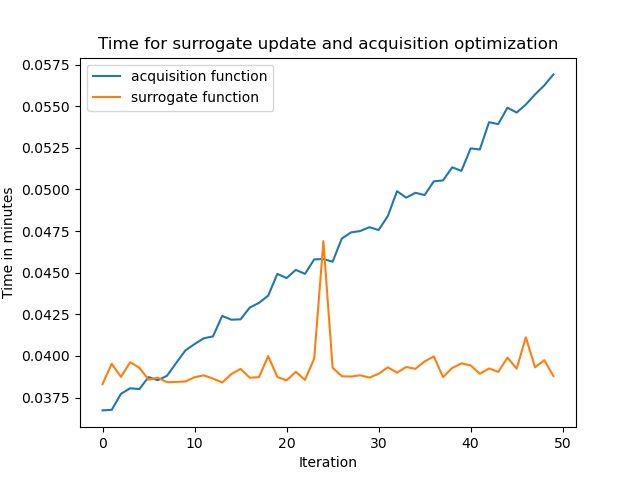 Time for surrogate update and acquisition optimization
acquisition function
surrogate function
Time in minutes
0.0575
0.0550
0.0525
0.0500
0.0475
0.0450
0.0425
0.0400
0.0375
0 10 20 30 40 50
Iteration